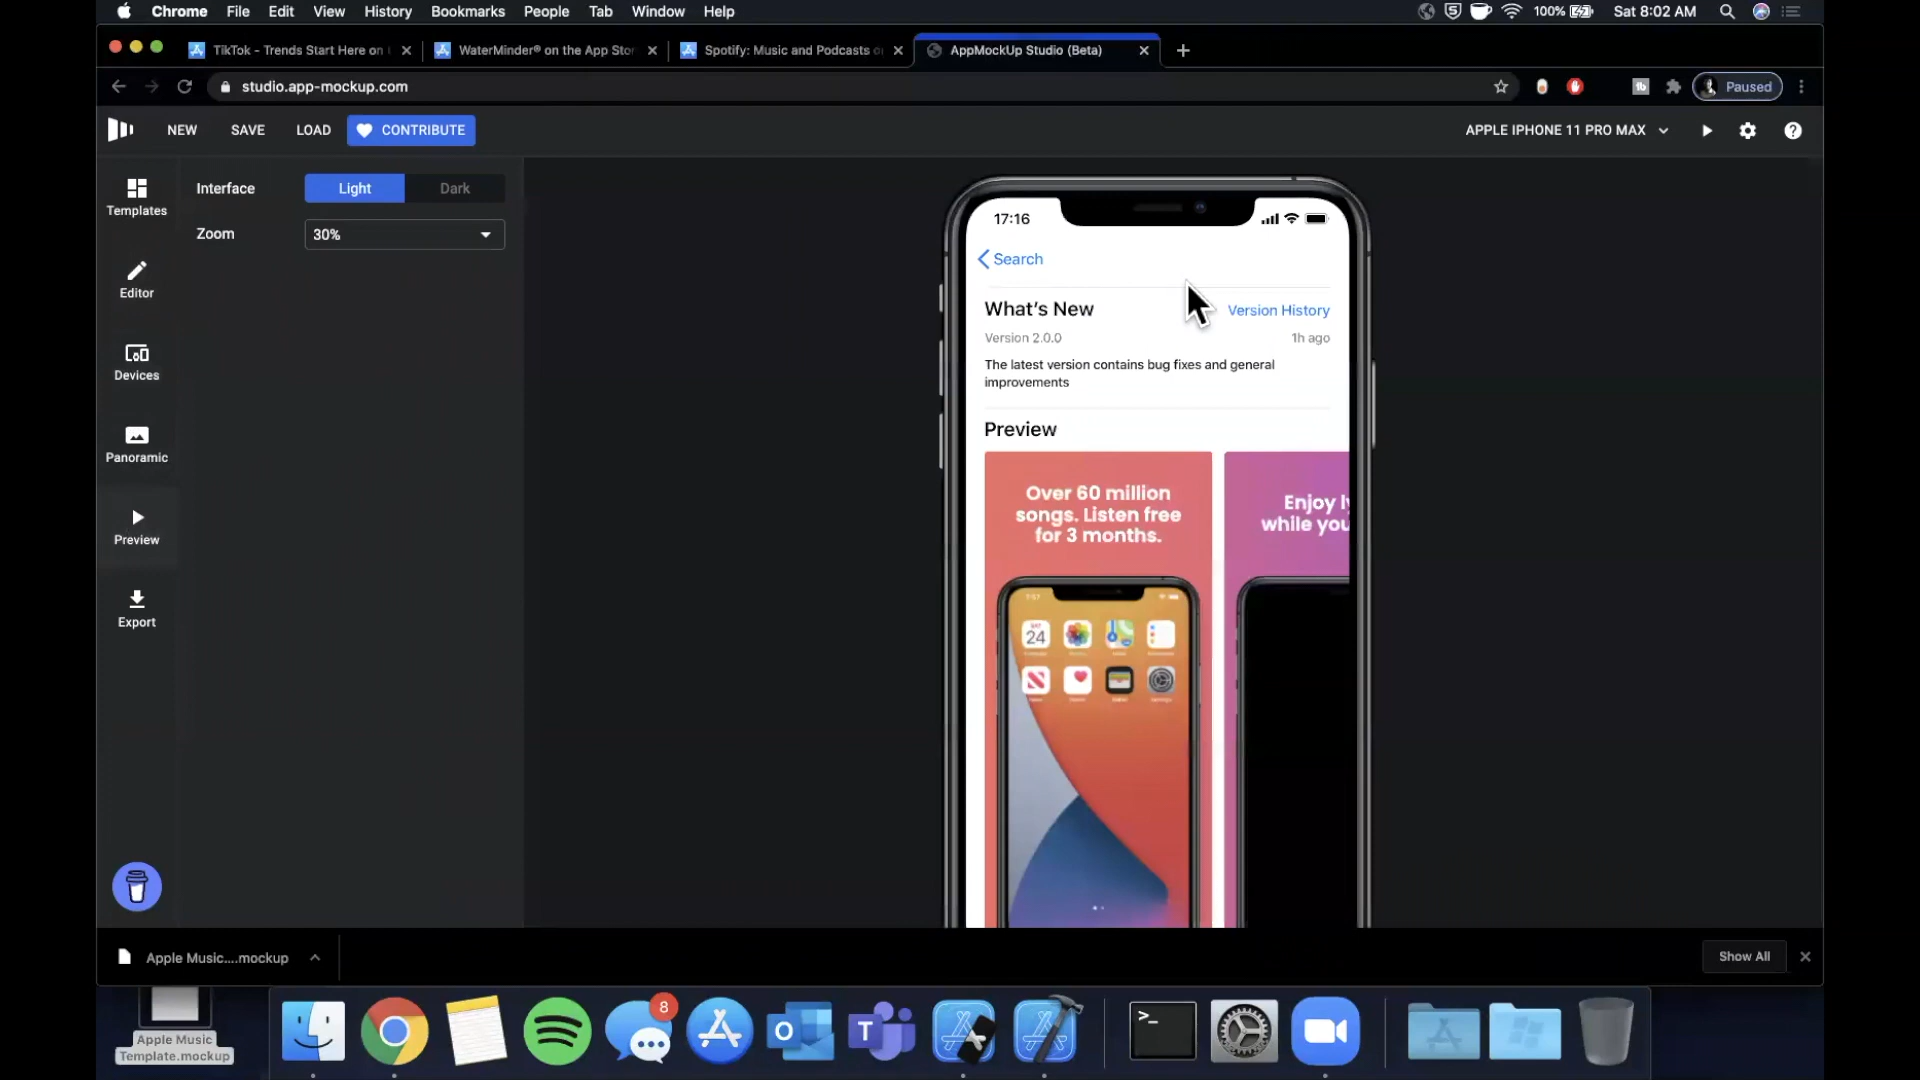 Chrome File Edit View History Bookmarks People Tab Window Help
100% Sat 8:02 AM
TikTok - Trends Start Here on
WaterMinder® on the App Stor
Spotify: Music and Podcasts o
AppMockUp Studio (Beta)
studio.app-mockup.com
Paused
NEW SAVE LOAD CONTRIBUTE
APPLE IPHONE 11 PRO MAX
Templates
Editor
Devices
Panoramic
Preview
Export
Interface Light Dark
Zoom 30%
17:16
Search
What's New Version History
Version 2.0.0 1h ago
The latest version contains bug fixes and general
improvements
Preview
Over 60 million
songs. Listen free
for 3 months.
Enjoy ly
while you
7:57
24
Apple Music....mockup
Show All
Apple Music
Template.mockup
8